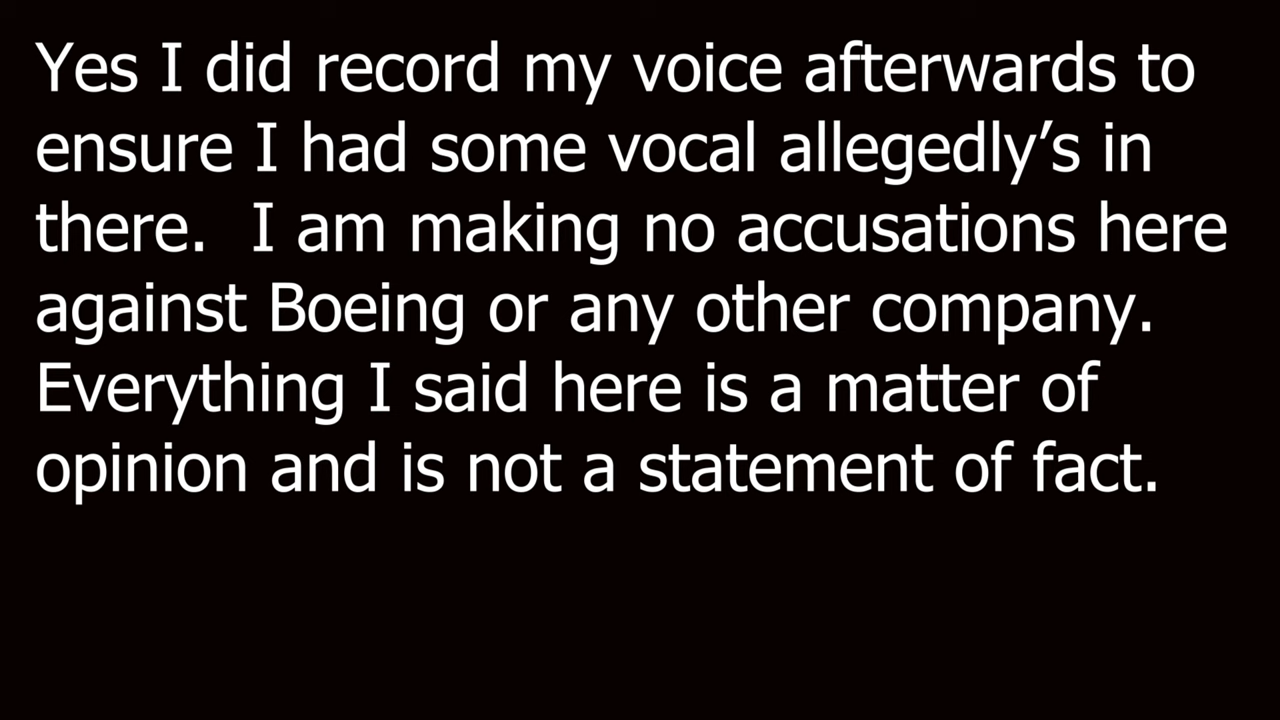 Yes I did record my voice afterwards to
ensure I had some vocal allegedly’s in
there.  I am making no accusations here
against Boeing or any other company.
Everything I said here is a matter of
opinion and is not a statement of fact.